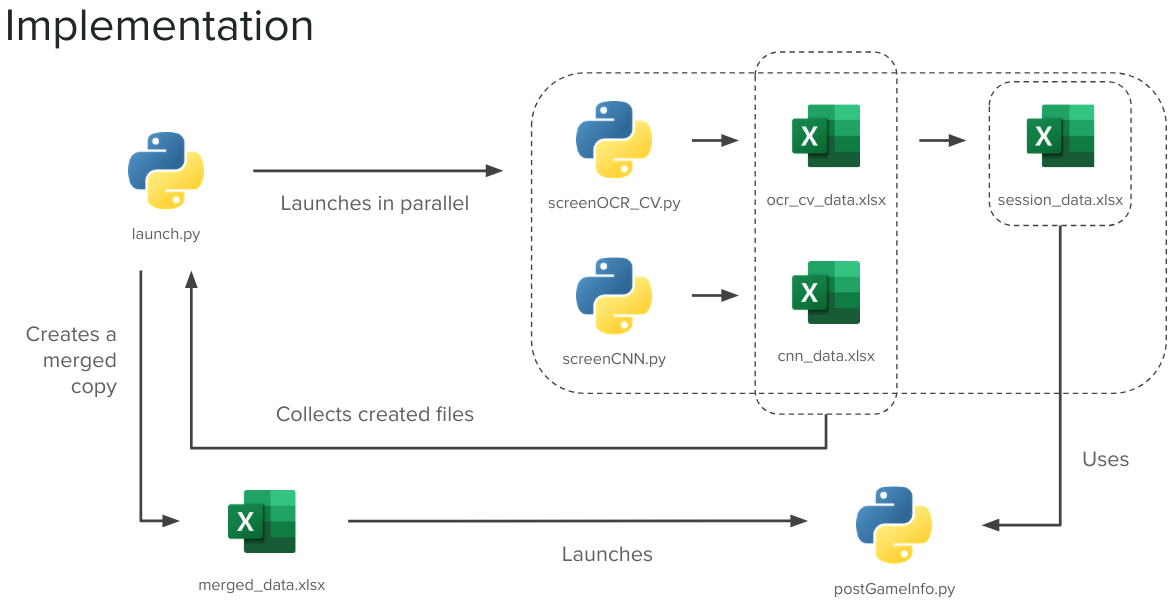 Implementation
launch.py
Launches in parallel
screenOCR_CV.py
X
ocr_cv_data.xlsx
X
session_data.xlsx
screenCNN.py
X
cnn_data.xlsx
Creates a
merged
copy
Collects created files
Uses
X
merged_data.xlsx
Launches
postGameInfo.py